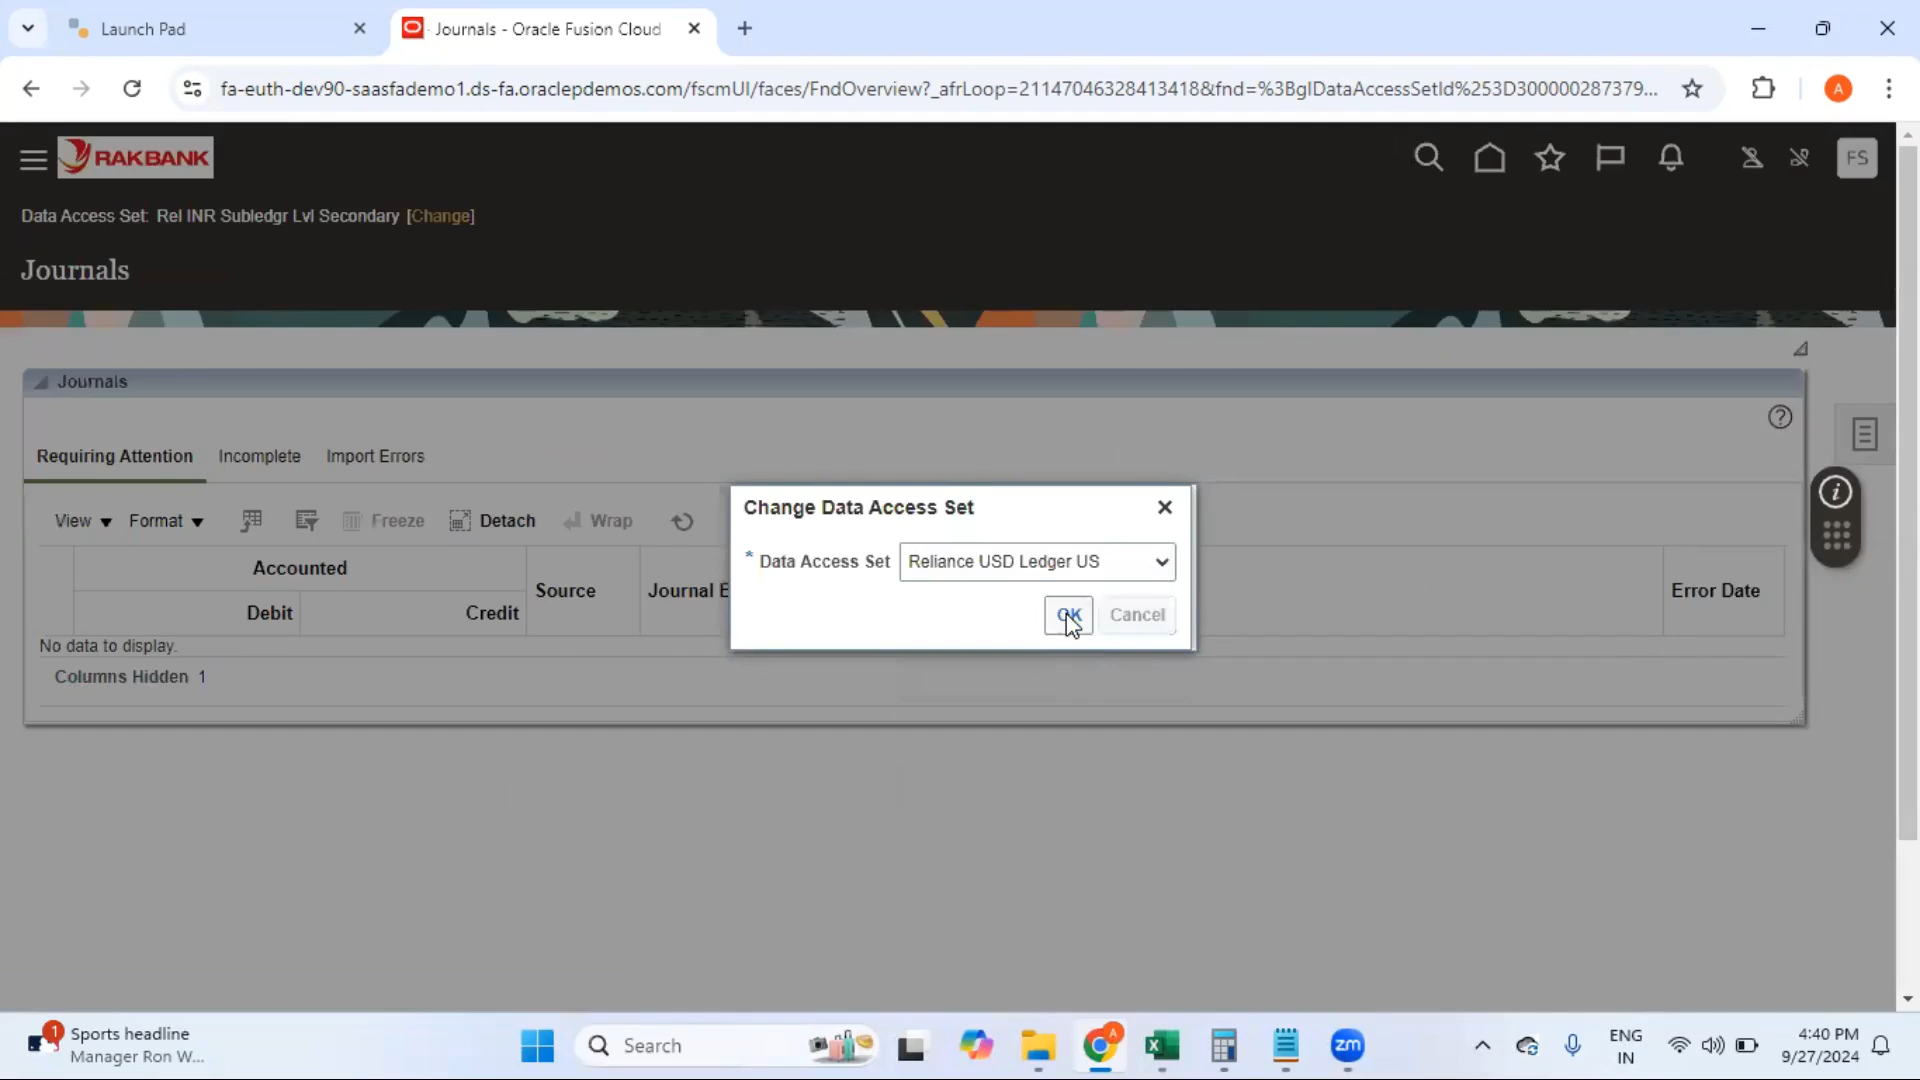 Launch Pad
Journals - Oracle Fusion Cloud
fa-euth-dev90-saasfademo1.ds-fa.oraclepdemos.com/fscmUI/faces/FndOverview?_afrLoop=21147046328413418&fnd=%3BglDataAccessSetId%253D300000287379...
A
RAKBANK
FS
Data Access Set: Rel INR Subledgr Lvl Secondary [Change]
Journals
Journals
Requiring Attention Incomplete Import Errors
View Format Freeze Detach Wrap
Accounted
Debit Credit
Source
Journal
Error Date
No data to display.
Columns Hidden 1
Change Data Access Set
* Data Access Set Reliance USD Ledger US
OK Cancel
1
Sports headline
Manager Ron W...
Search
A
zm
ENG
IN
4:40 PM
9/27/2024